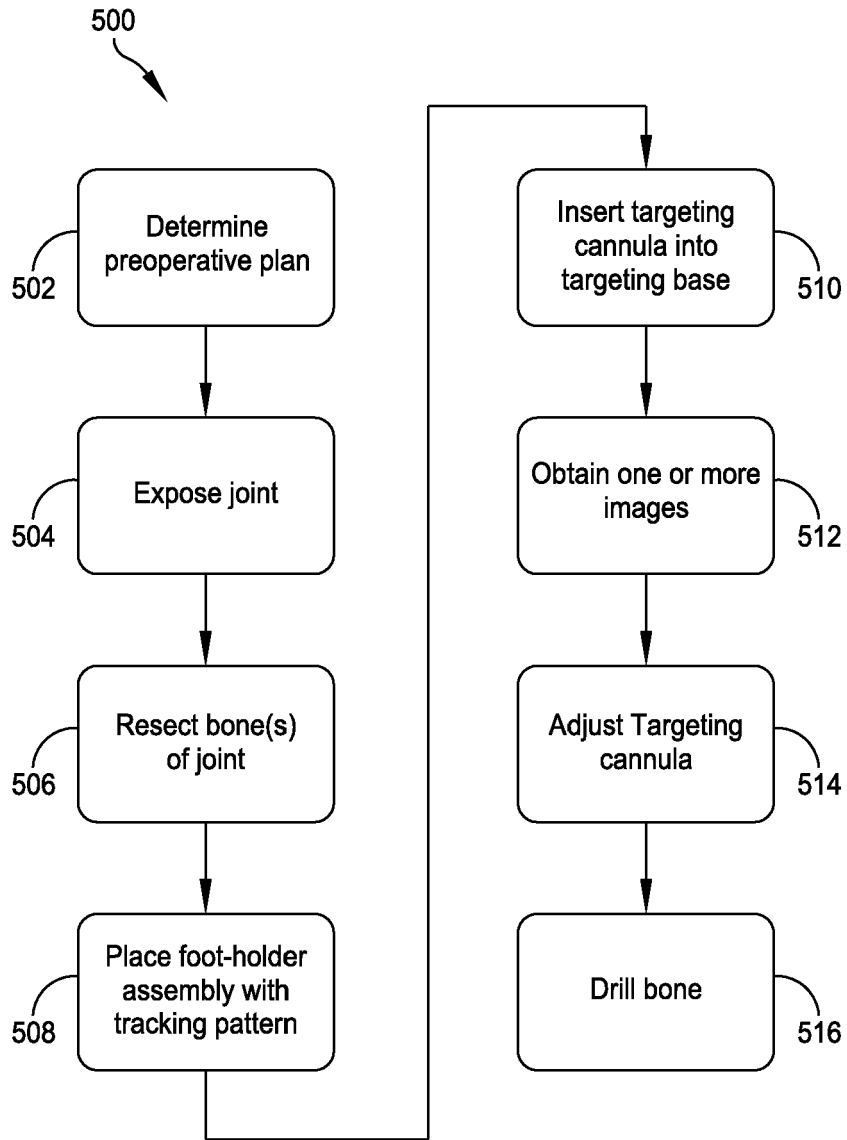 500
502
Determine
preoperative plan
504
Expose joint
506
Resect bone(s)
of joint
508
Place foot-holder
assembly with
tracking pattern
Insert targeting
cannula into
targeting base
510
Obtain one or more
images
512
Adjust Targeting
cannula
514
Drill bone
516